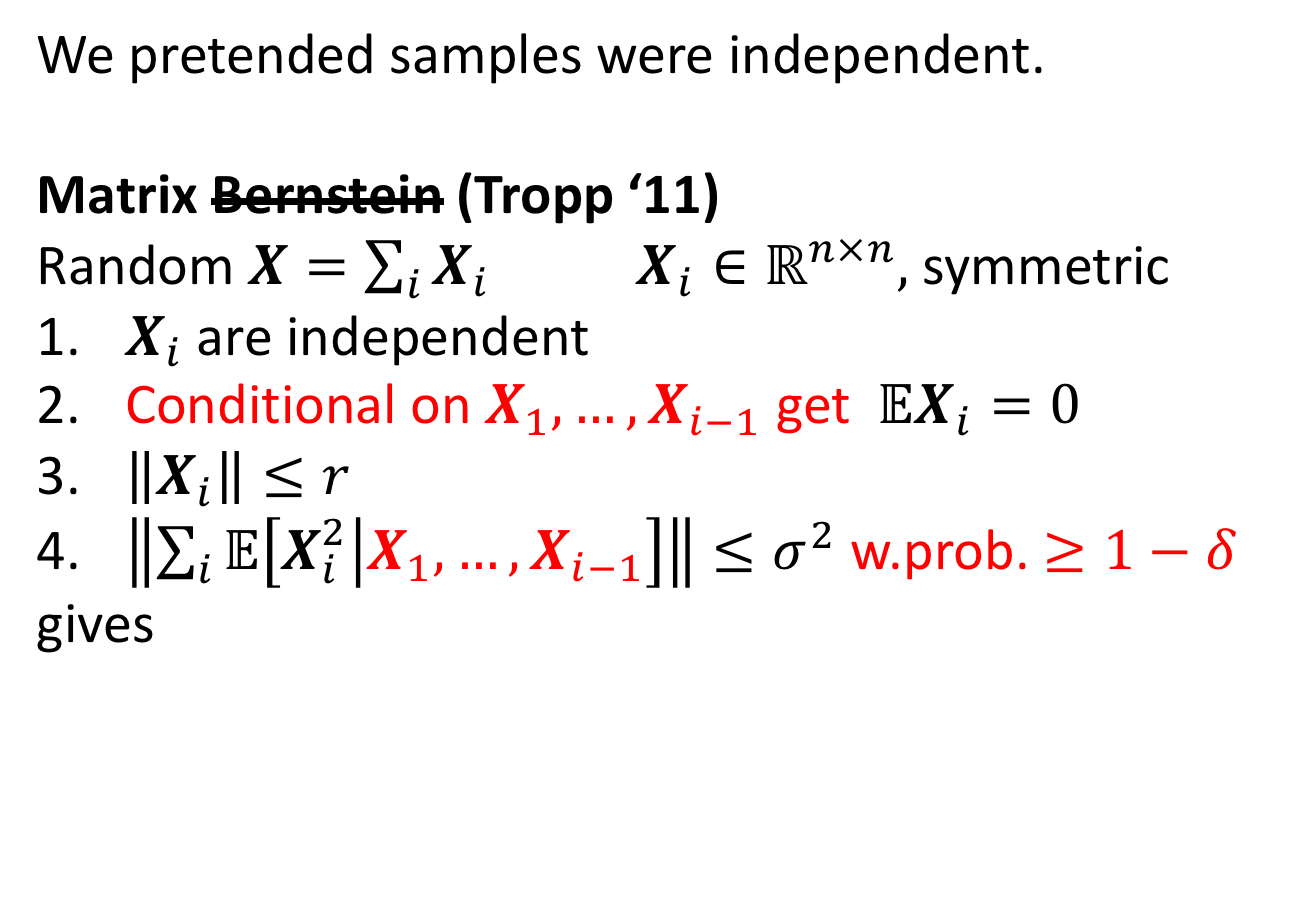 We pretended samples were independent.
Matrix ~~Bernstein~~ (Tropp ‘11)
Random 𝑿 = ∑ᵢ 𝑿ᵢ 𝑿ᵢ ∈ ℝⁿˣⁿ, symmetric
1. 𝑿ᵢ are independent
2. Conditional on 𝑿₁, … , 𝑿ᵢ₋₁ get 𝔼𝑿ᵢ = 0
3. ‖𝑿ᵢ‖ ≤ 𝑟
4. ‖∑ᵢ 𝔼[𝑿ᵢ²|𝑿₁, … , 𝑿ᵢ₋₁]‖ ≤ 𝜎² w.prob. ≥ 1 − 𝛿
gives